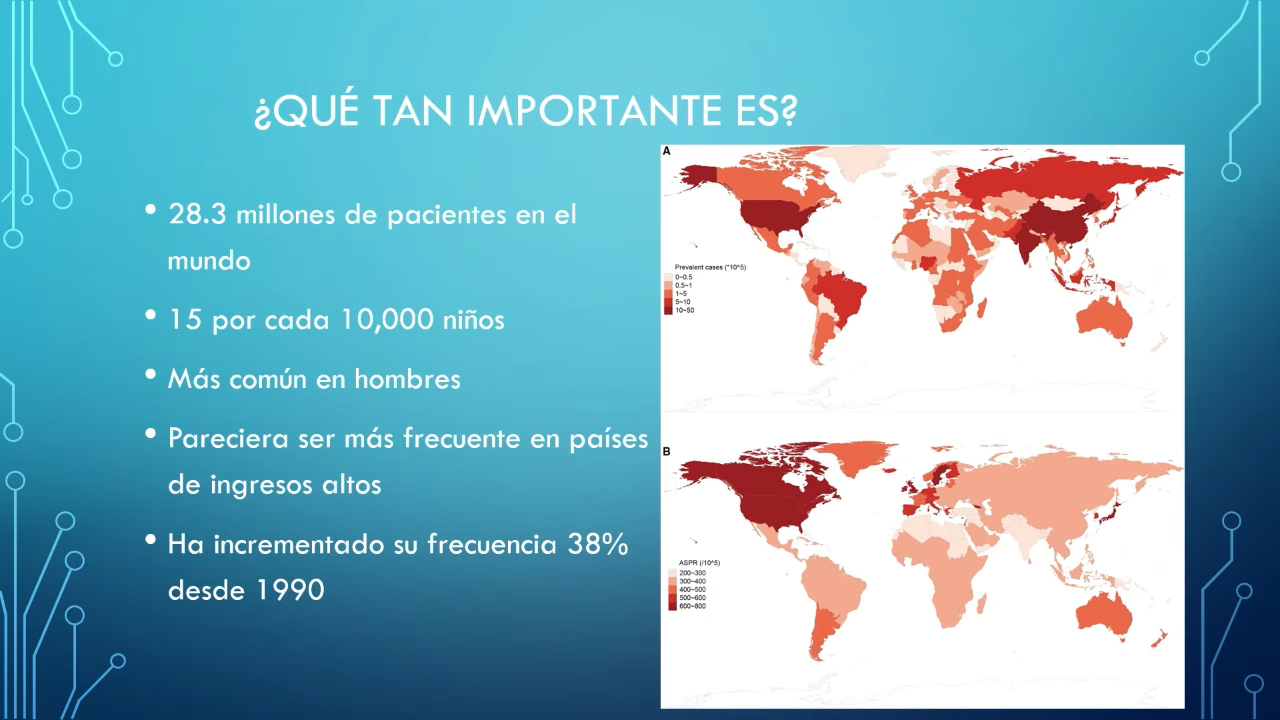 ¿QUÉ TAN IMPORTANTE ES?
• 28.3 millones de pacientes en el
mundo
• 15 por cada 10,000 niños
• Más común en hombres
• Pareciera ser más frecuente en países
de ingresos altos
• Ha incrementado su frecuencia 38%
desde 1990
A
Prevalent cases (*10^5)
0~0.5
0.5~1
1~5
5~10
10~50
B
ASPR (/10^5)
200~300
300~400
400~500
500~600
600~800